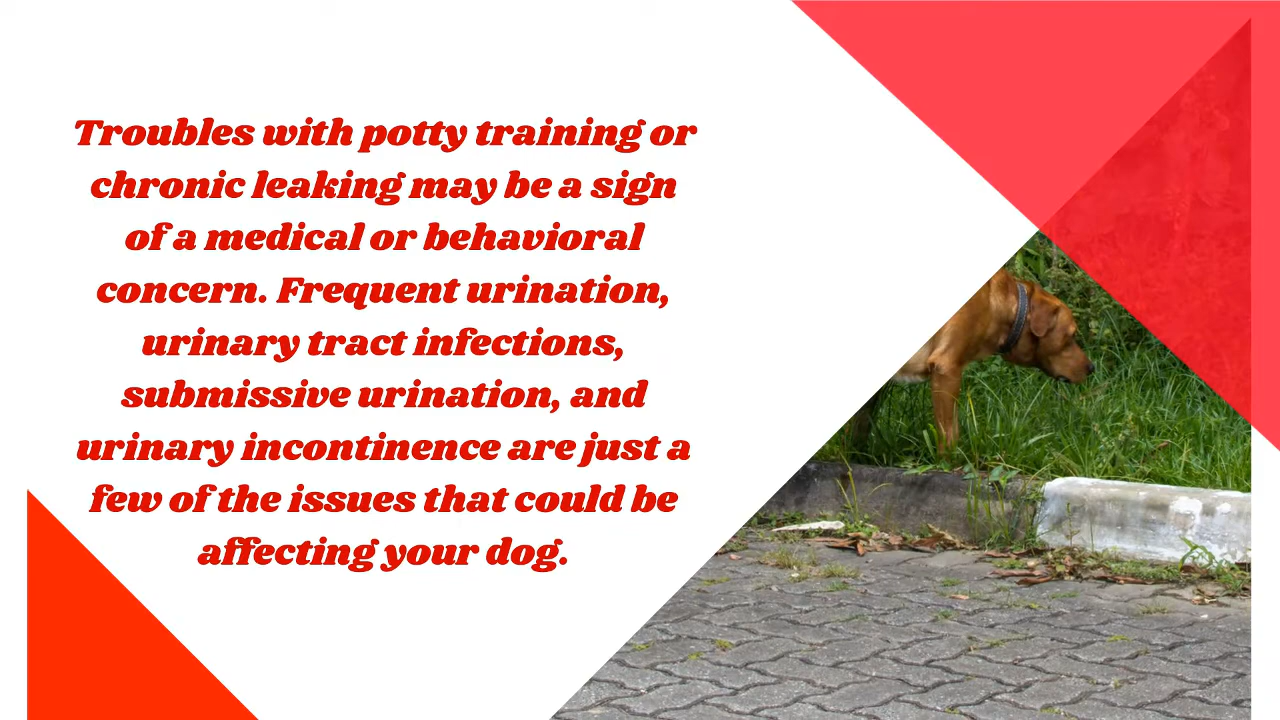 Troubles with potty training or
chronic leaking may be a sign
of a medical or behavioral
concern. Frequent urination,
urinary tract infections,
submissive urination, and
urinary incontinence are just a
few of the issues that could be
affecting your dog.